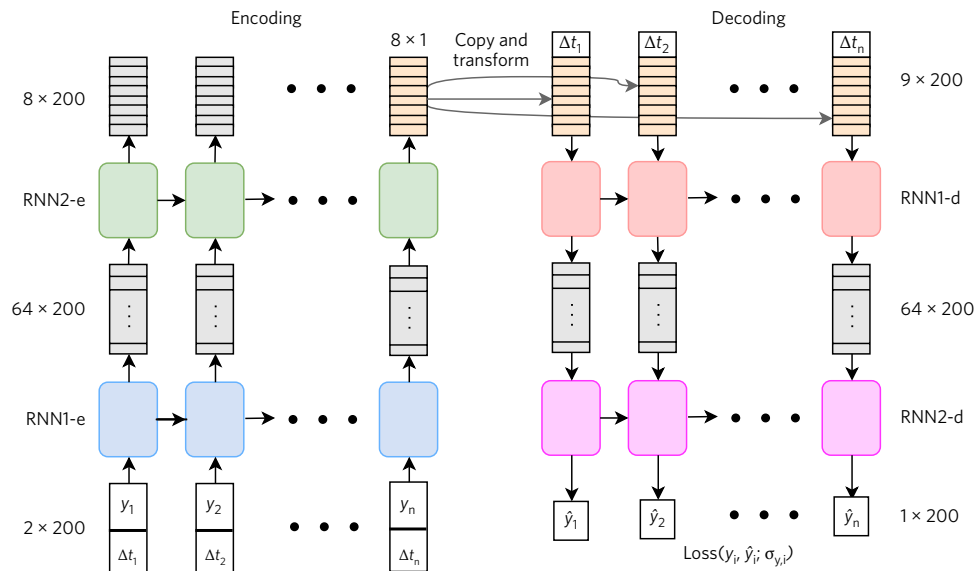 Encoding
Decoding
8 × 1
Copy and
transform
Δt1
Δt2
Δtn
8 × 200
9 × 200
RNN2-e
RNN1-d
64 × 200
64 × 200
RNN1-e
RNN2-d
y1
y2
yn
2 × 200
Δt1
Δt2
Δtn
ŷ1
ŷ2
ŷn
1 × 200
Loss(yi, ŷi; σy,i)